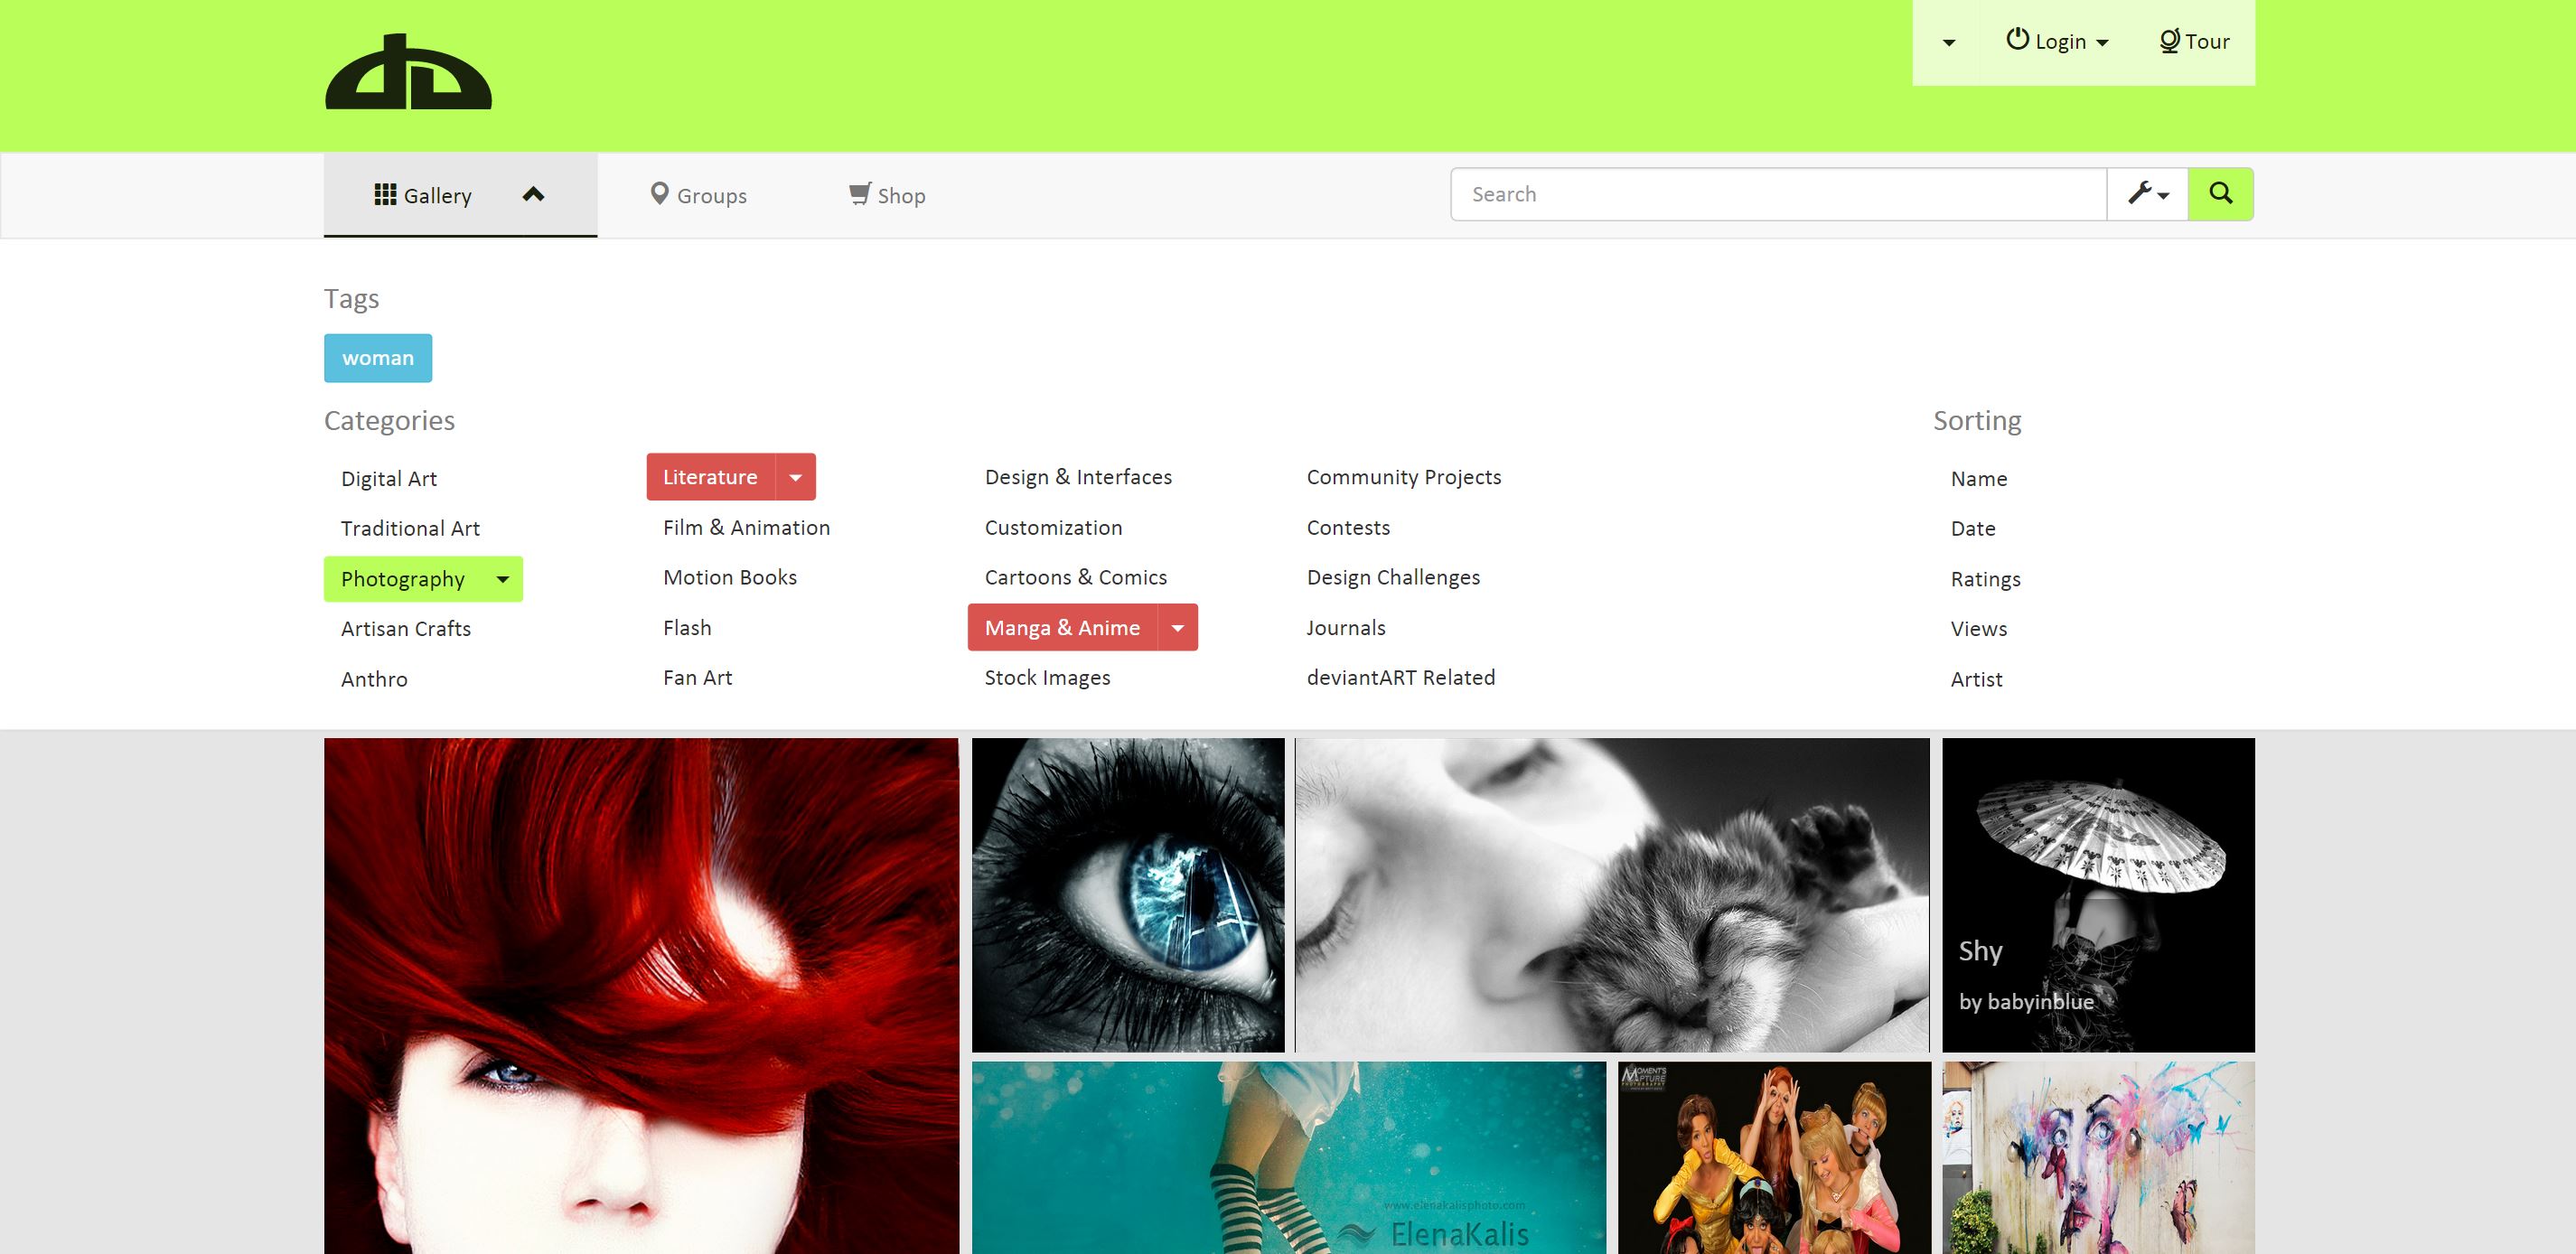 Login
Tour
Gallery
Groups
Shop
Search
Tags
woman
Categories
Digital Art
Traditional Art
Photography
Artisan Crafts
Anthro
Literature
Film & Animation
Motion Books
Flash
Fan Art
Design & Interfaces
Customization
Cartoons & Comics
Manga & Anime
Stock Images
Community Projects
Contests
Design Challenges
Journals
deviantART Related
Sorting
Name
Date
Ratings
Views
Artist
Shy
by babyinblue
www.elenakalisphoto.com
ElenaKalis
MOMENT'S